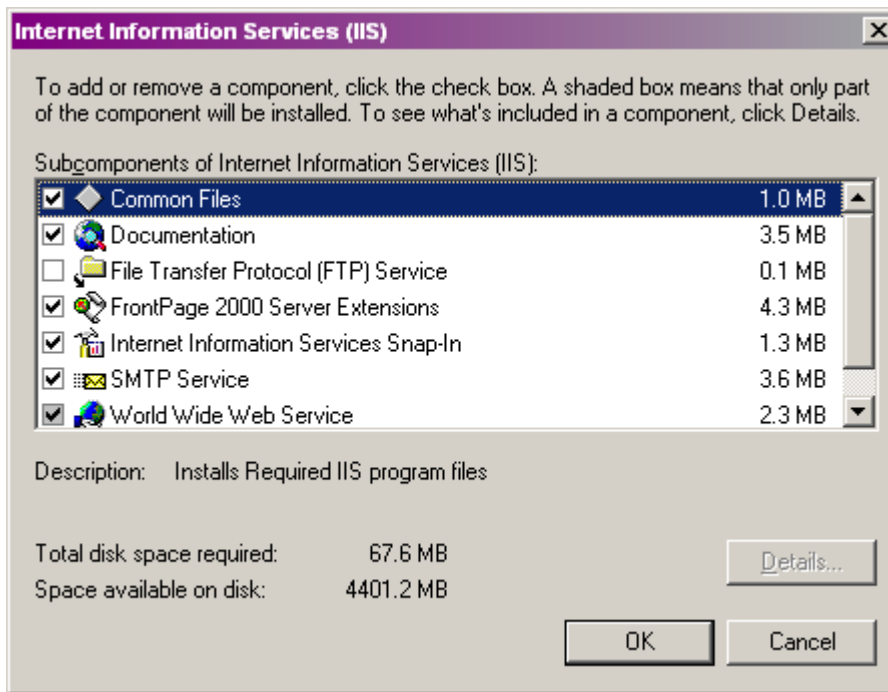 Internet Information Services (IIS)
To add or remove a component, click the check box. A shaded box means that only part
of the component will be installed. To see what's included in a component, click Details.
Subcomponents of Internet Information Services (IIS):
Common Files 1.0 MB
Documentation 3.5 MB
File Transfer Protocol (FTP) Service 0.1 MB
FrontPage 2000 Server Extensions 4.3 MB
Internet Information Services Snap-In 1.3 MB
SMTP Service 3.6 MB
World Wide Web Service 2.3 MB
Description: Installs Required IIS program files
Total disk space required: 67.6 MB
Details...
Space available on disk: 4401.2 MB
OK Cancel